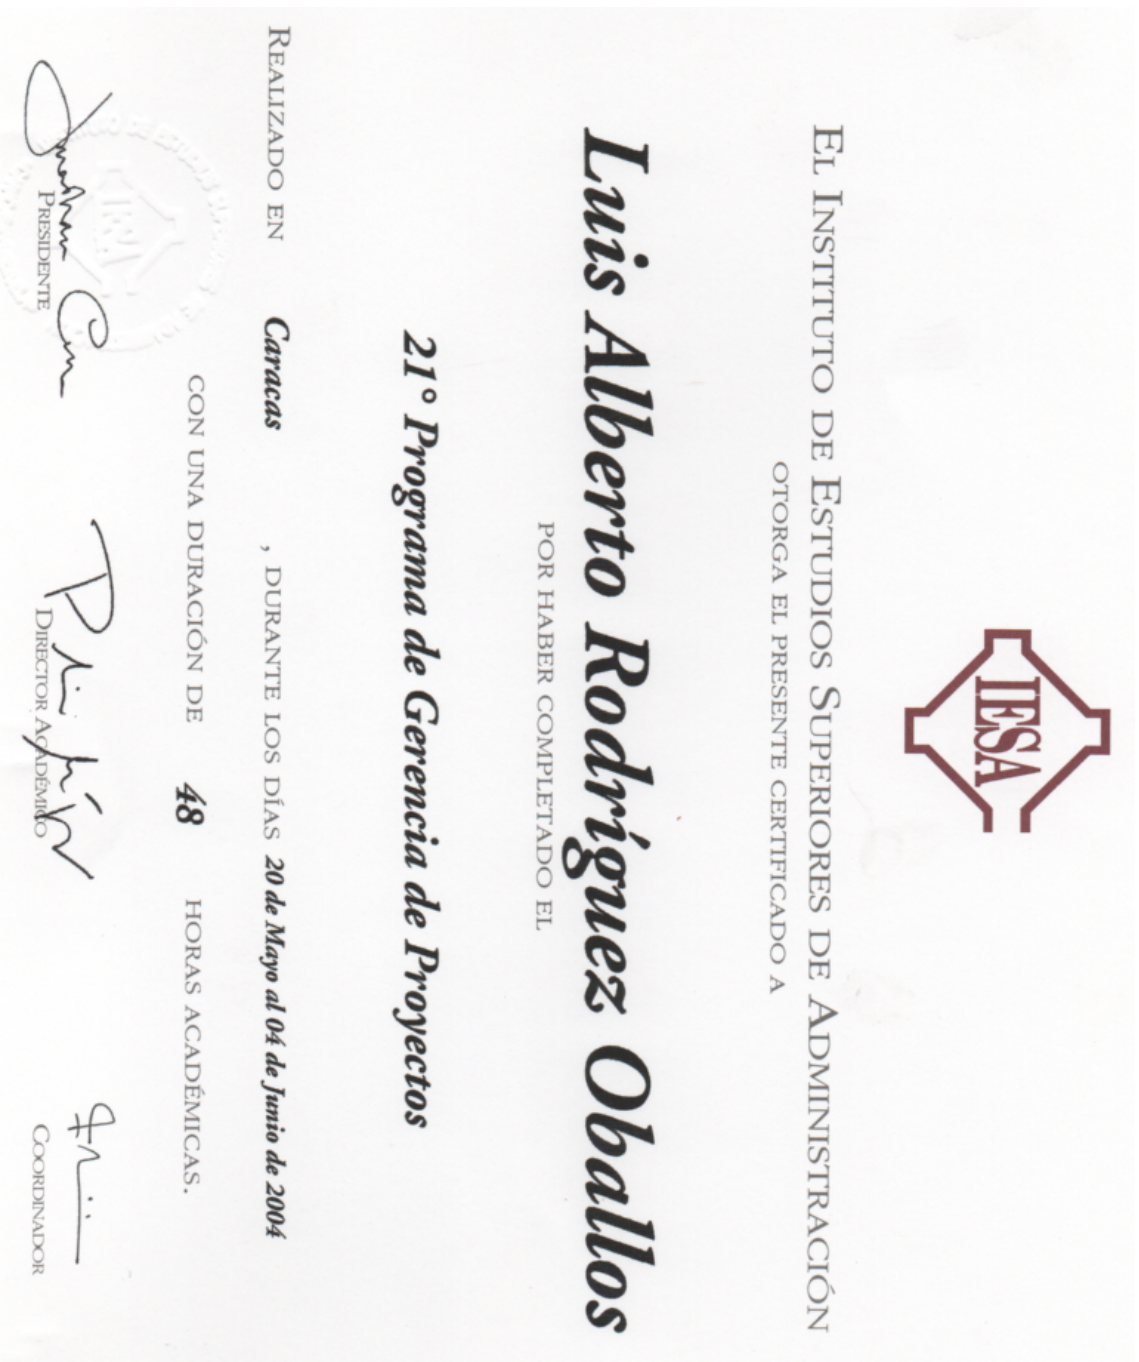 IESA
EL INSTITUTO DE ESTUDIOS SUPERIORES DE ADMINISTRACIÓN
OTORGA EL PRESENTE CERTIFICADO A
Luis Alberto Rodríguez Oballos
POR HABER COMPLETADO EL
21° Programa de Gerencia de Proyectos
REALIZADO EN Caracas , DURANTE LOS DÍAS 20 de Mayo al 04 de Junio de 2004
CON UNA DURACIÓN DE 48 HORAS ACADÉMICAS.
PRESIDENTE DIRECTOR ACADÉMICO COORDINADOR